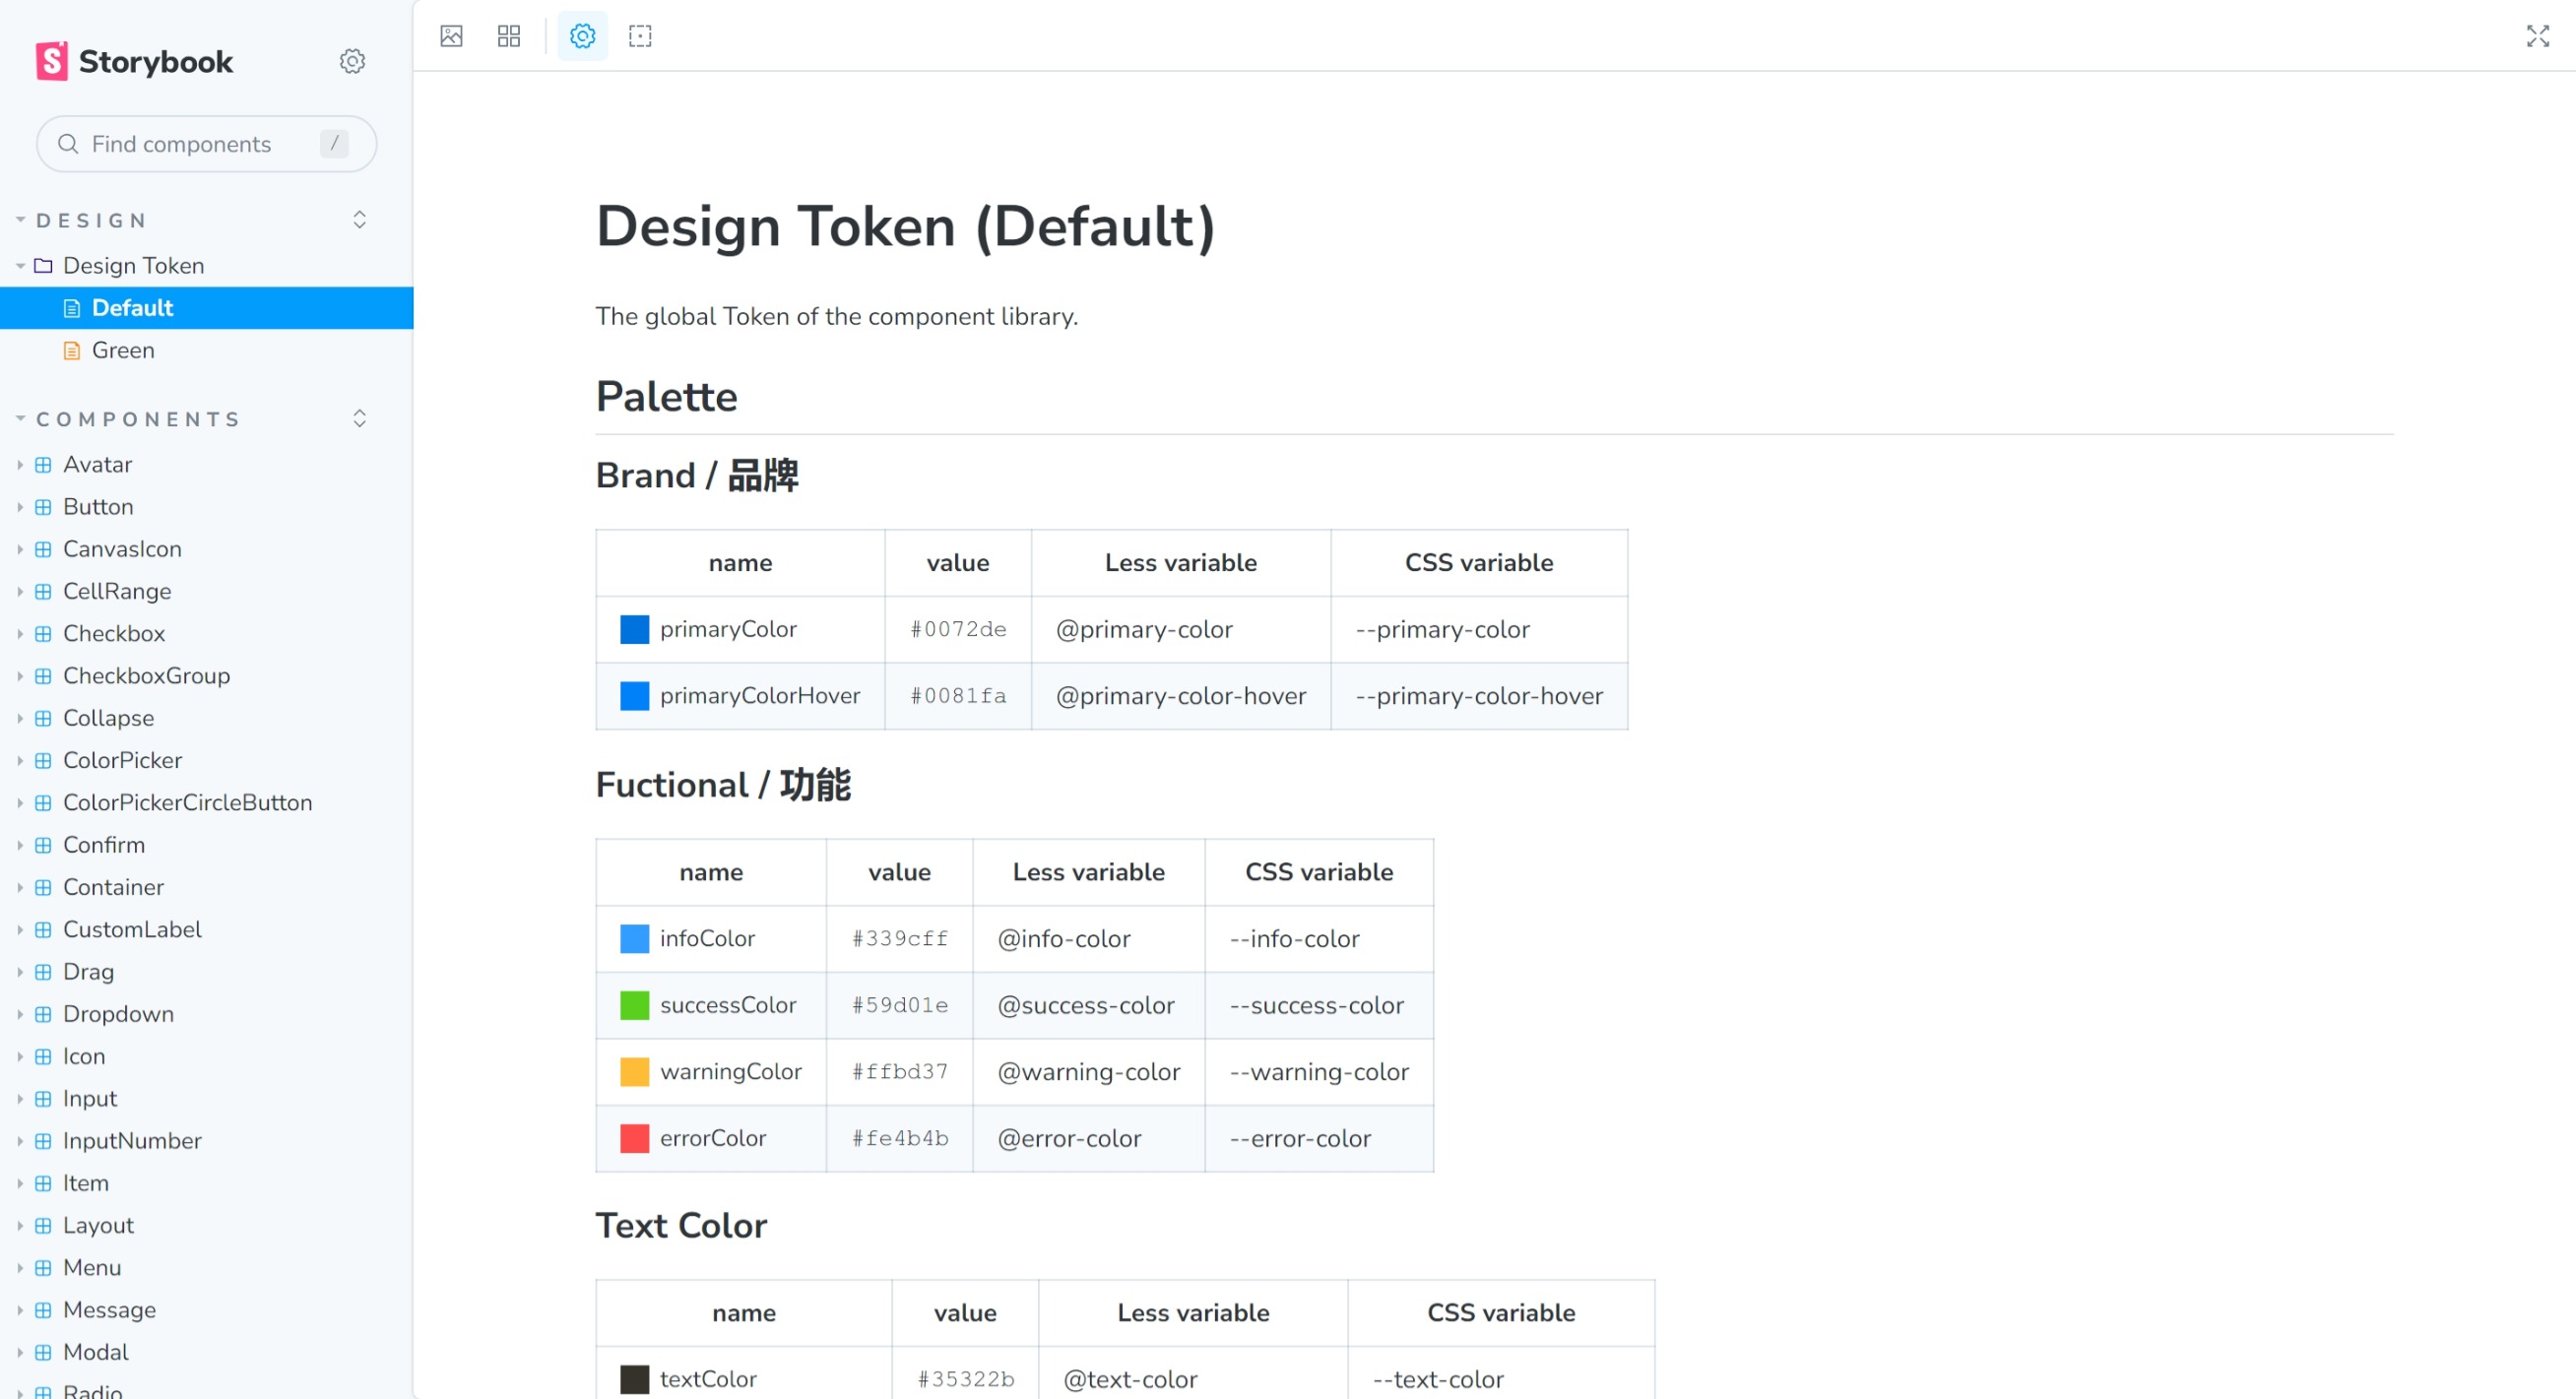 Storybook
Find components /
DESIGN
Design Token
Default
Green
COMPONENTS
Avatar
Button
CanvasIcon
CellRange
Checkbox
CheckboxGroup
Collapse
ColorPicker
ColorPickerCircleButton
Confirm
Container
CustomLabel
Drag
Dropdown
Icon
Input
InputNumber
Item
Layout
Menu
Message
Modal
Radio
Design Token (Default)
The global Token of the component library.
Palette
Brand / 品牌
name value Less variable CSS variable
primaryColor #0072de @primary-color --primary-color
primaryColorHover #0081fa @primary-color-hover --primary-color-hover
Fuctional / 功能
name value Less variable CSS variable
infoColor #339cff @info-color --info-color
successColor #59d01e @success-color --success-color
warningColor #ffbd37 @warning-color --warning-color
errorColor #fe4b4b @error-color --error-color
Text Color
name value Less variable CSS variable
textColor #35322b @text-color --text-color